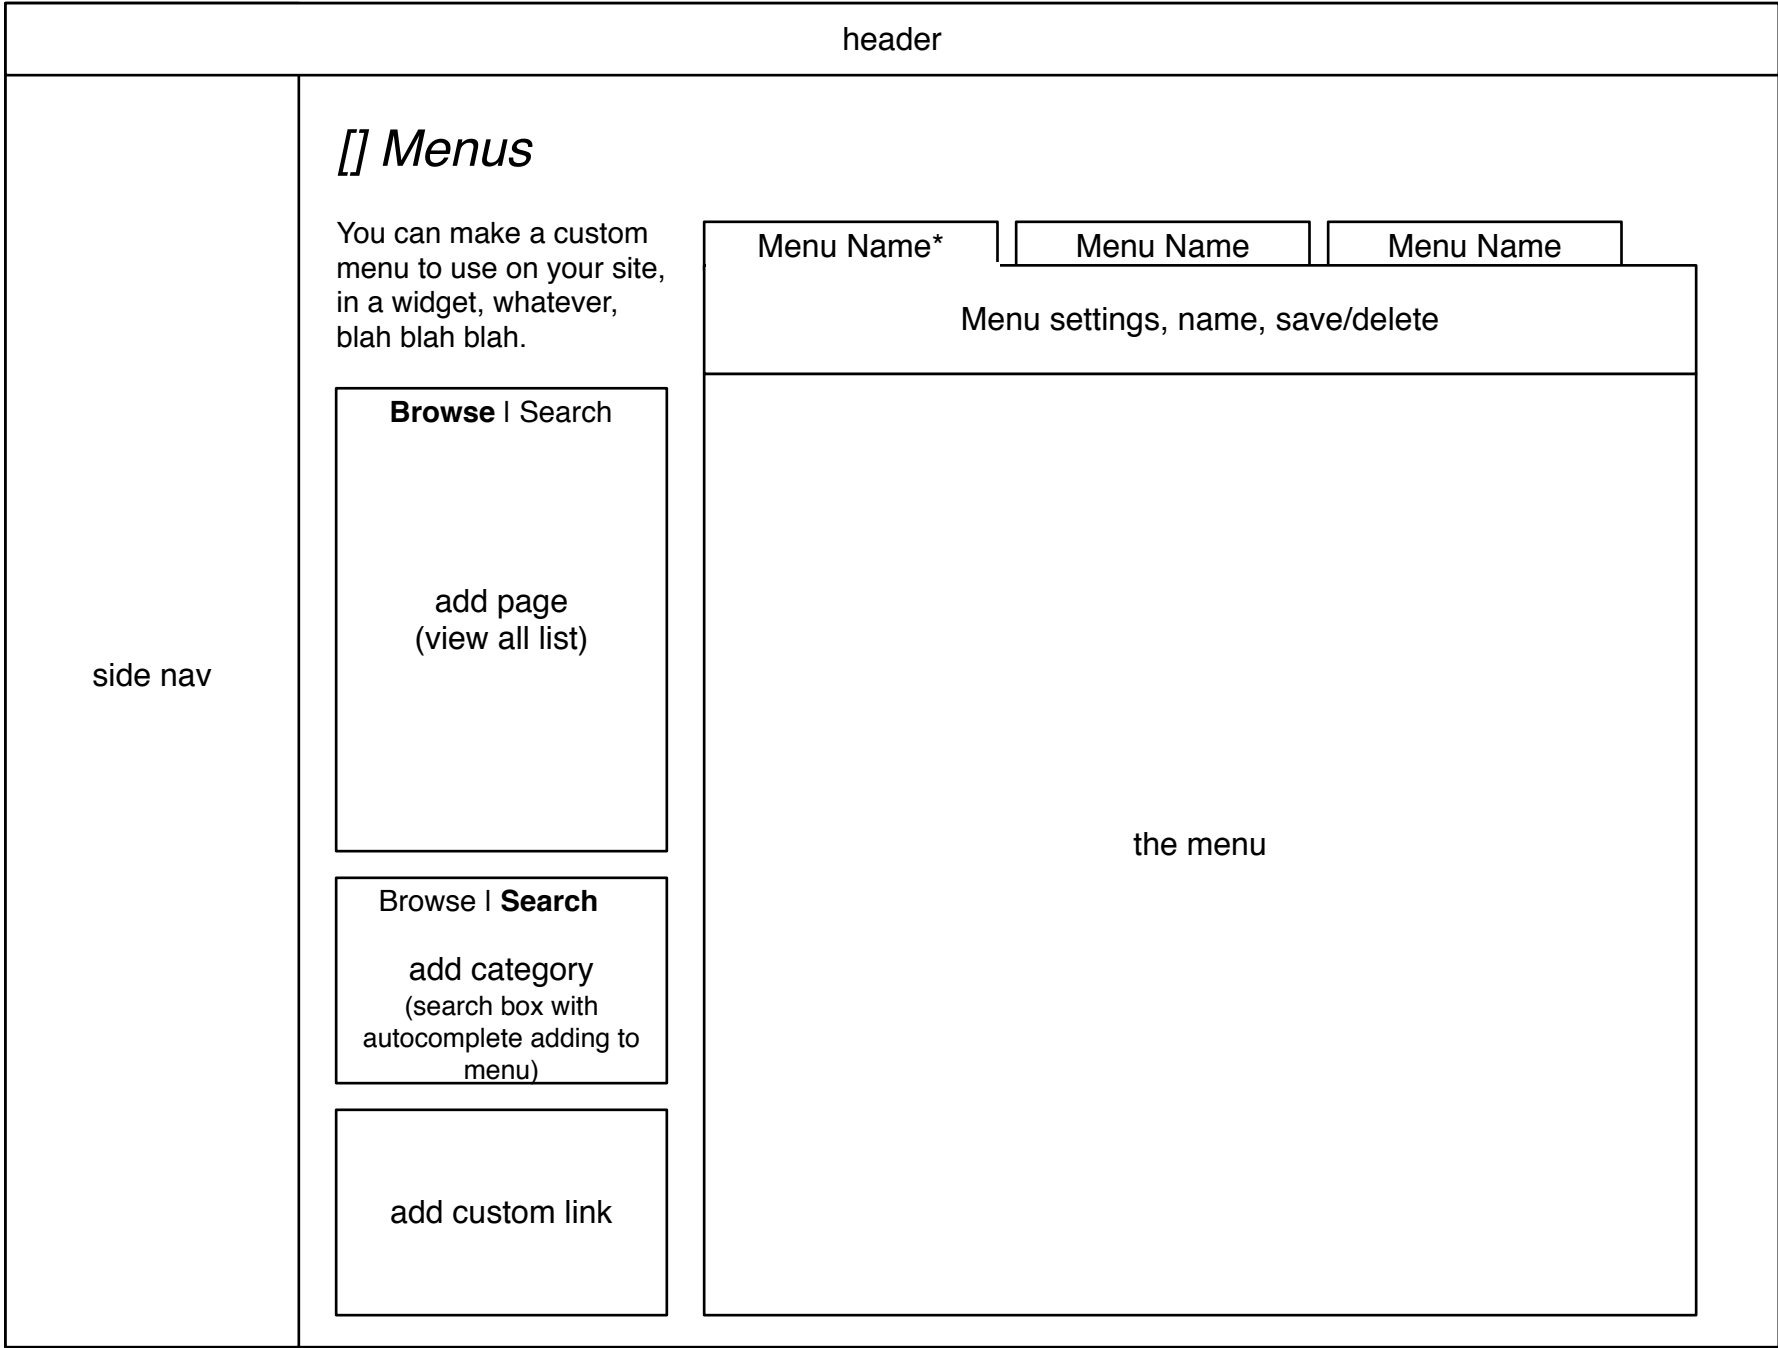 header
side nav
[] Menus
You can make a custom
menu to use on your site,
in a widget, whatever,
blah blah blah.
Browse | Search
add page
(view all list)
Browse | Search
add category
(search box with
autocomplete adding to
menu)
add custom link
Menu Name*
Menu Name
Menu Name
Menu settings, name, save/delete
the menu